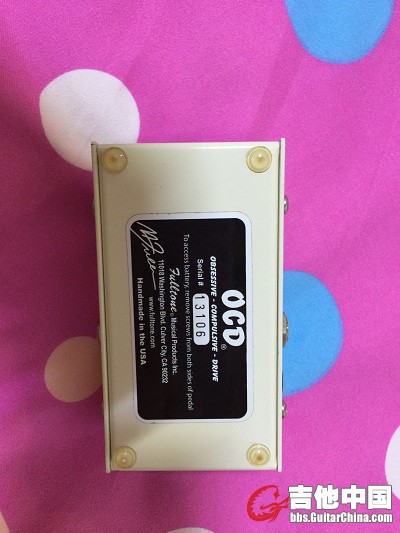 OCD®
OBSESSIVE - COMPULSIVE - DRIVE
Serial #
13106
To access battery, remove screws from both sides of pedal
Fulltone® Musical Products Inc.
11018 Washington Blvd. Culver City, CA 90232
www.fulltone.com
Handmade in the USA
吉他中国
bbs.GuitarChina.com